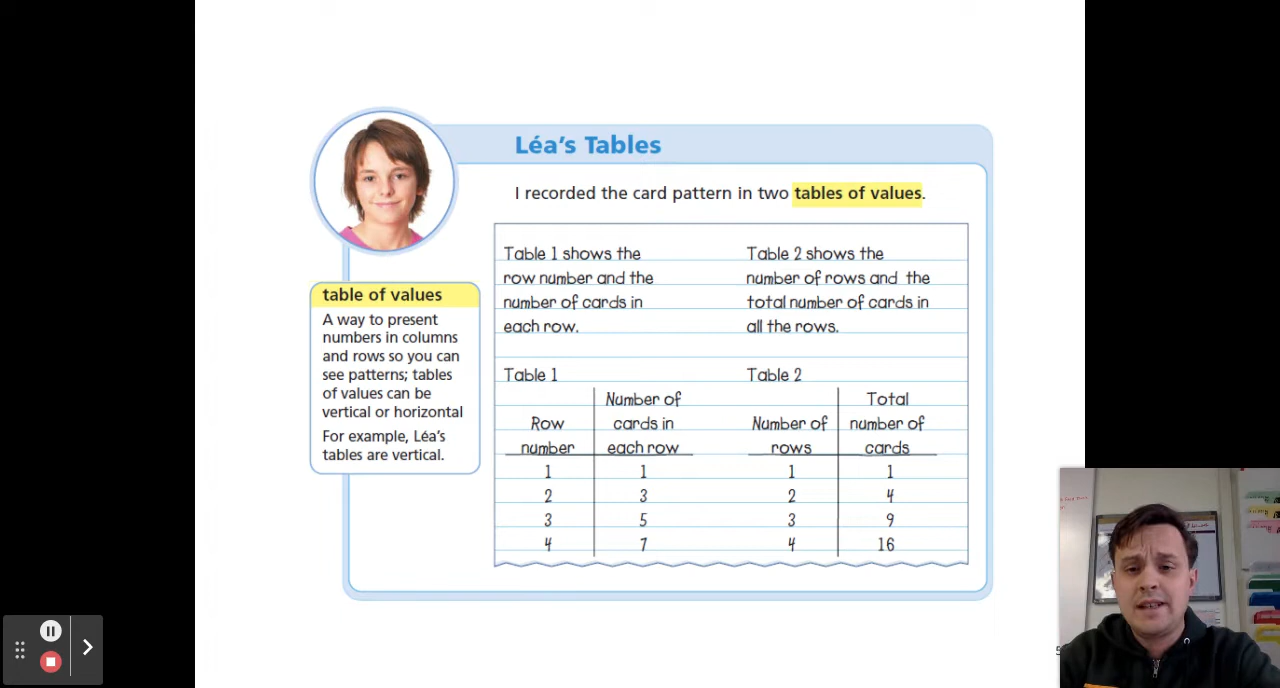 Léa's Tables
I recorded the card pattern in two tables of values.
table of values
A way to present
numbers in columns
and rows so you can
see patterns; tables
of values can be
vertical or horizontal
For example, Léa's
tables are vertical.
Table 1 shows the
row number and the
number of cards in
each row.
Table 2 shows the
number of rows and the
total number of cards in
all the rows.
Table 1
Row number | Number of cards in each row
1 1
2 3
3 5
4 7
Table 2
Number of rows | Total number of cards
1 1
2 4
3 9
4 16